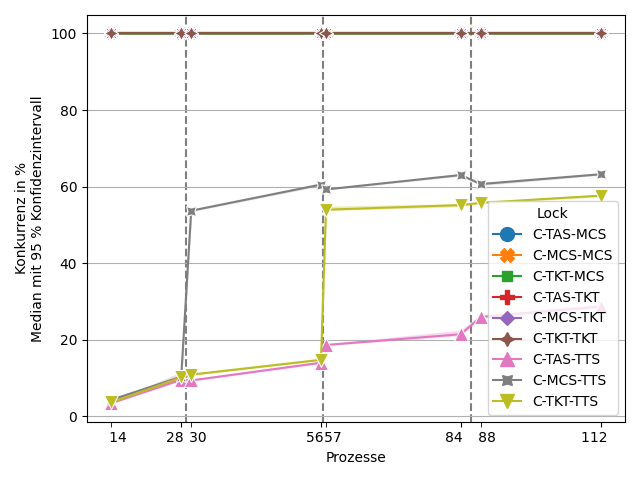 100
80
60
40
20
0
Konkurrenz in %
Median mit 95 % Konfidenzintervall
14 28 30 56 57 84 88 112
Prozesse
Lock
C-TAS-MCS
C-MCS-MCS
C-TKT-MCS
C-TAS-TKT
C-MCS-TKT
C-TKT-TKT
C-TAS-TTS
C-MCS-TTS
C-TKT-TTS